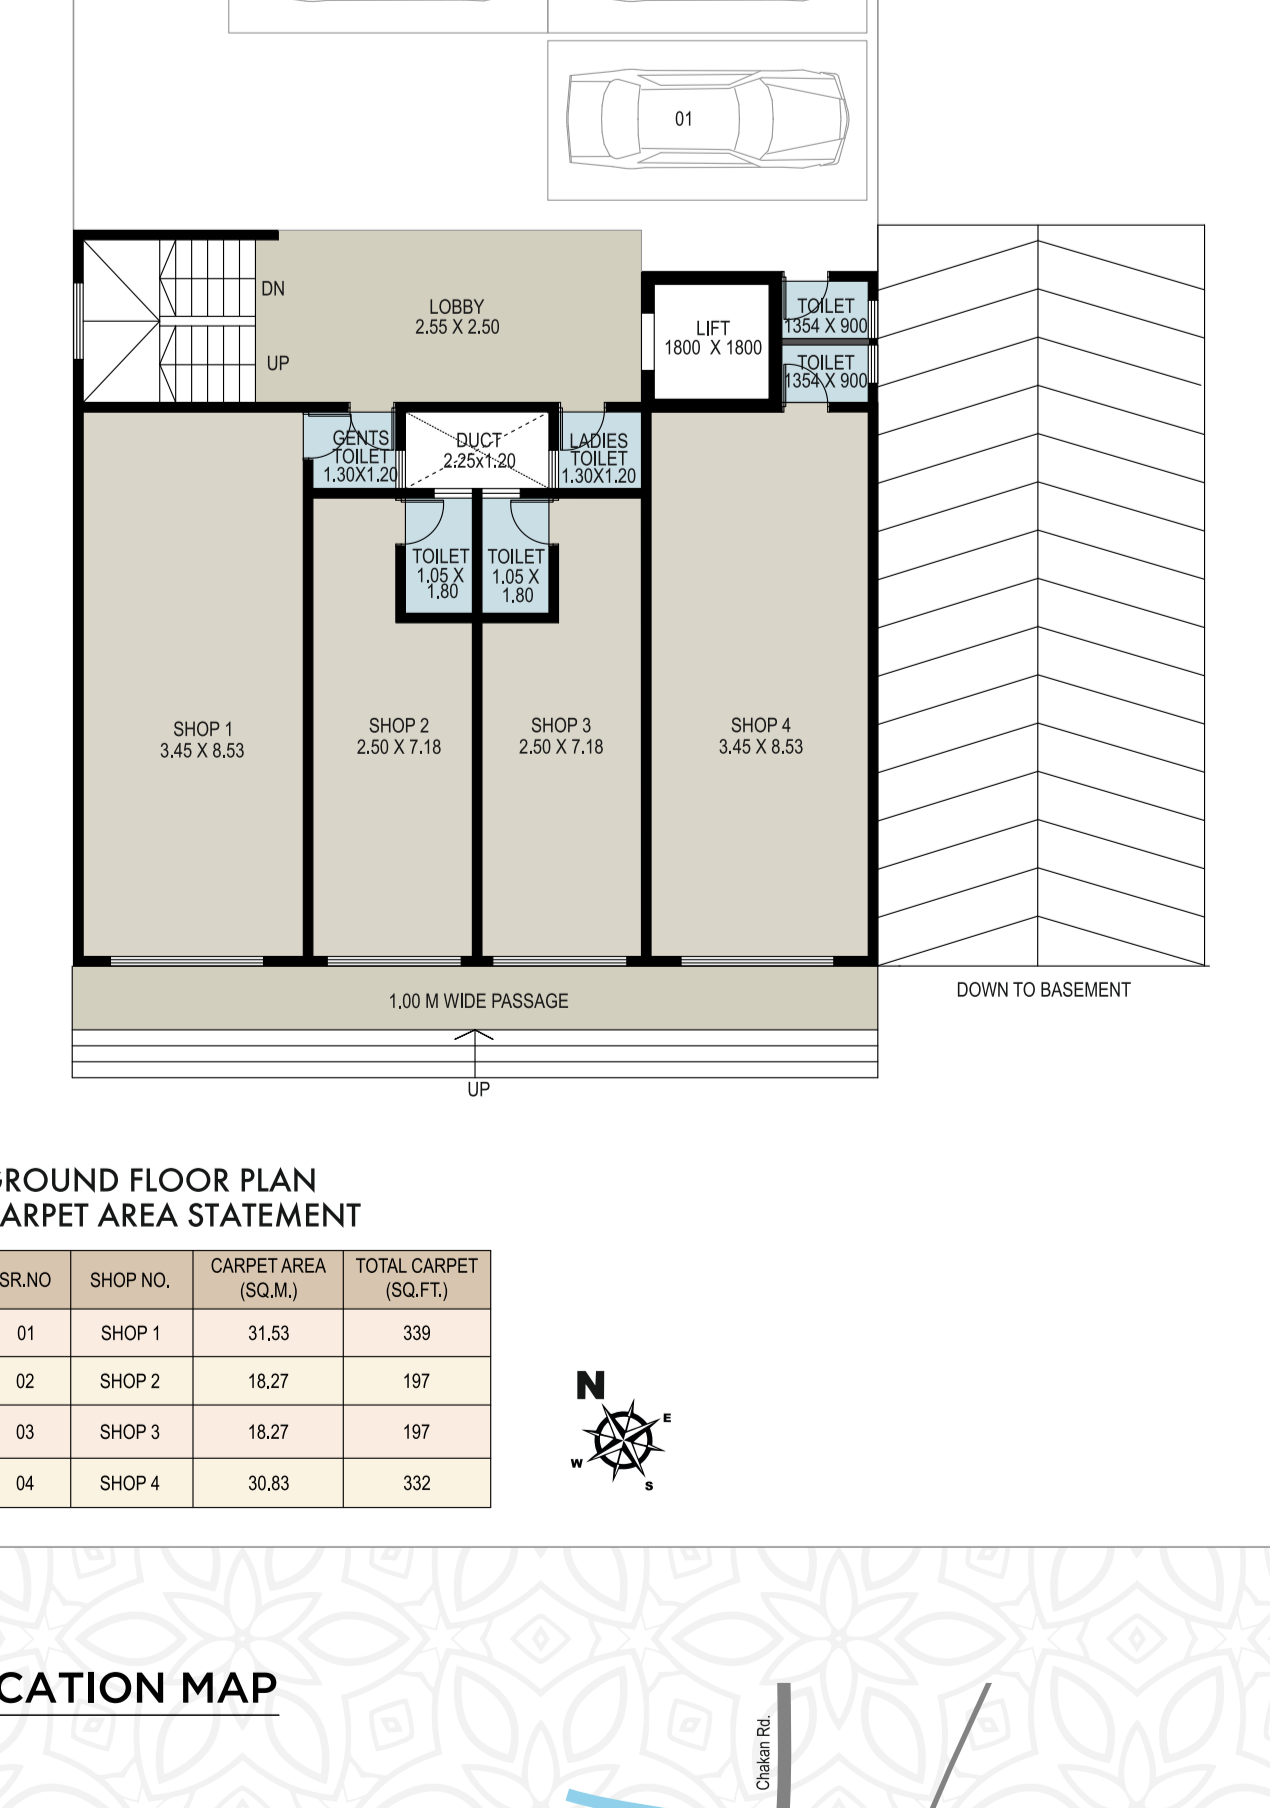 01
DN
UP
LOBBY
2.55 X 2.50
LIFT
1800 X 1800
TOILET
1354 X 900
TOILET
1354 X 900
GENTS
TOILET
1.30X1.20
DUCT
2.25x1.20
LADIES
TOILET
1.30X1.20
TOILET
1.05 X
1.80
TOILET
1.05 X
1.80
SHOP 1
3.45 X 8.53
SHOP 2
2.50 X 7.18
SHOP 3
2.50 X 7.18
SHOP 4
3.45 X 8.53
1.00 M WIDE PASSAGE
DOWN TO BASEMENT
UP
GROUND FLOOR PLAN
ARPET AREA STATEMENT
SR.NO SHOP NO. CARPET AREA (SQ.M.) TOTAL CARPET (SQ.FT.)
01 SHOP 1 31.53 339
02 SHOP 2 18.27 197
03 SHOP 3 18.27 197
04 SHOP 4 30.83 332
N
E
W
S
CATION MAP
Chakan Rd.